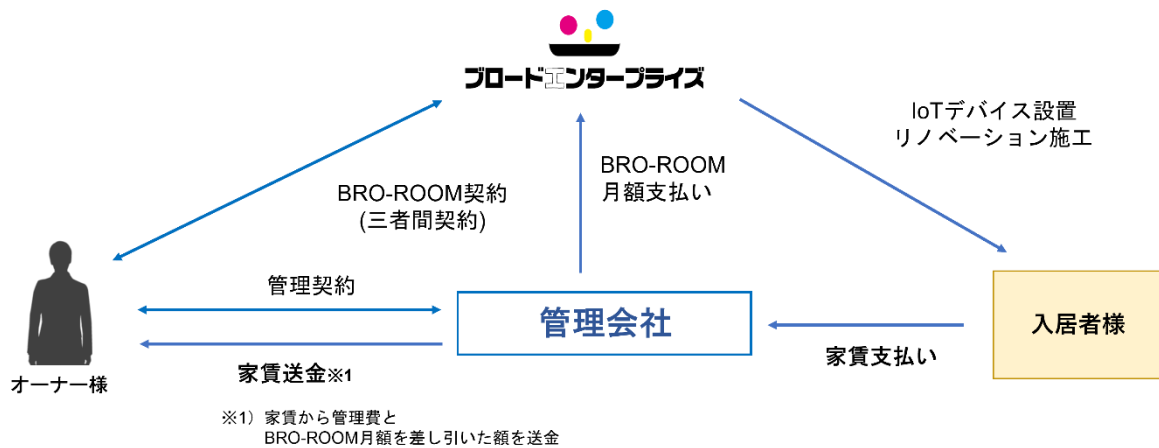 ブロードエンタープライズ
IoTデバイス設置
リノベーション施工
BRO-ROOM
月額支払い
BRO-ROOM契約
(三者間契約)
管理契約
管理会社
入居者様
家賃支払い
オーナー様
家賃送金※1
※1）家賃から管理費と
BRO-ROOM月額を差し引いた額を送金